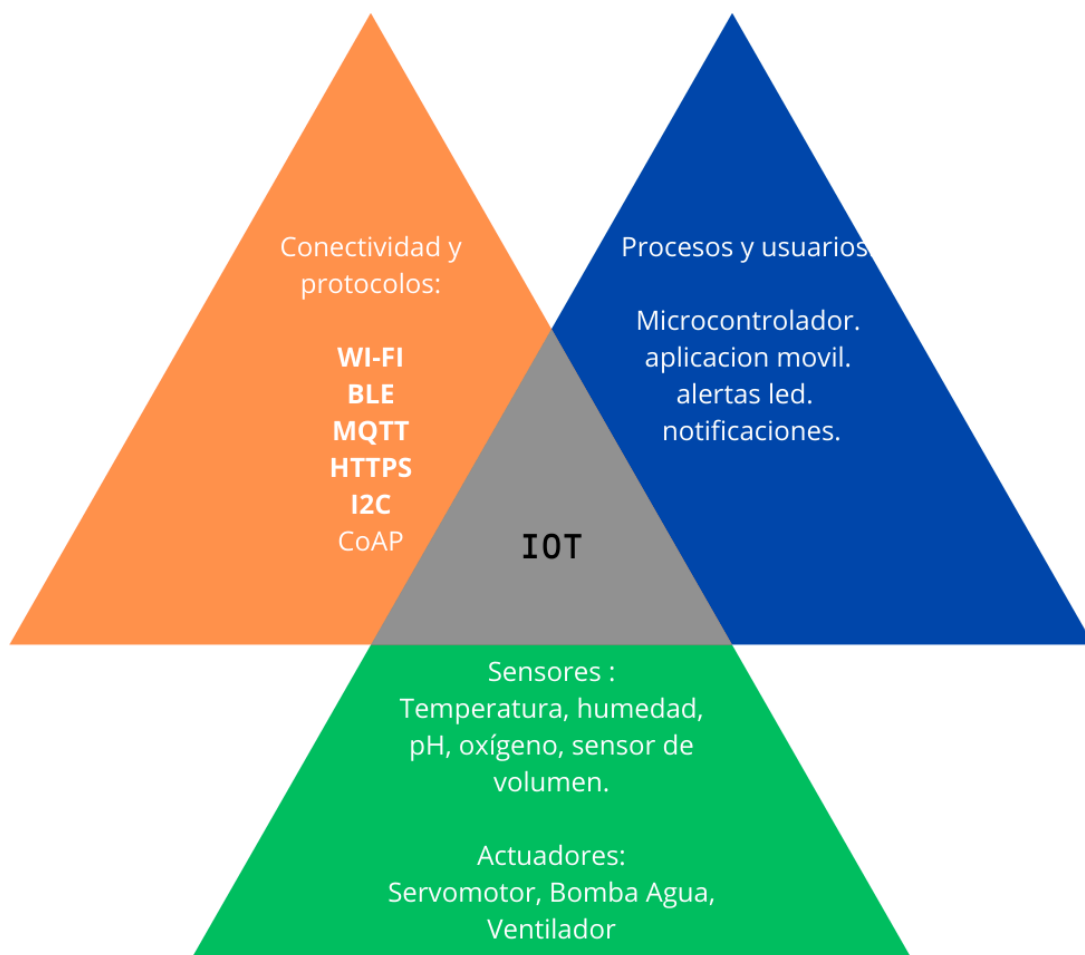 Conectividad y
protocolos:
WI-FI
BLE
MQTT
HTTPS
I2C
CoAP
Procesos y usuarios.
Microcontrolador.
aplicacion movil.
alertas led.
notificaciones.
IOT
Sensores :
Temperatura, humedad,
pH, oxígeno, sensor de
volumen.
Actuadores:
Servomotor, Bomba Agua,
Ventilador